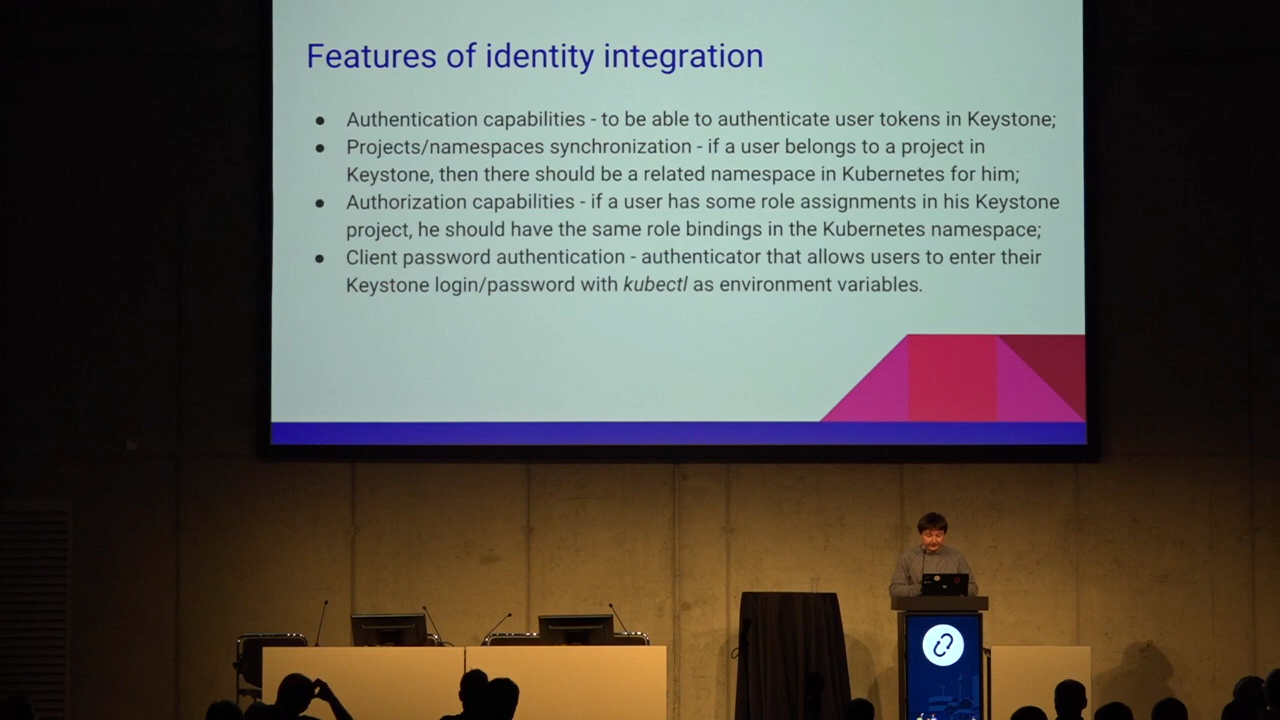 Features of identity integration
● Authentication capabilities - to be able to authenticate user tokens in Keystone;
● Projects/namespaces synchronization - if a user belongs to a project in
Keystone, then there should be a related namespace in Kubernetes for him;
● Authorization capabilities - if a user has some role assignments in his Keystone
project, he should have the same role bindings in the Kubernetes namespace;
● Client password authentication - authenticator that allows users to enter their
Keystone login/password with kubectl as environment variables.